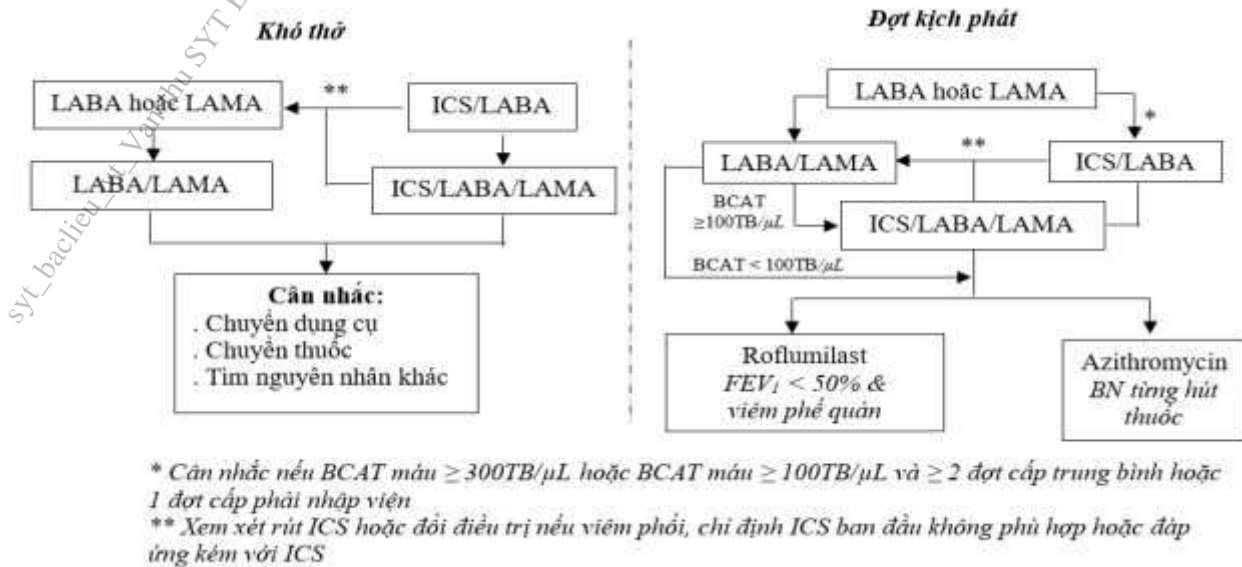 Khó thở
LABA hoặc LAMA
**
ICS/LABA
LABA/LAMA
ICS/LABA/LAMA
Cân nhắc:
. Chuyển dụng cụ
. Chuyển thuốc
. Tìm nguyên nhân khác
Đợt kịch phát
LABA hoặc LAMA
*
LABA/LAMA
**
ICS/LABA
BCAT
≥100TB/µL
ICS/LABA/LAMA
BCAT < 100TB/µL
Roflumilast
FEV1 < 50% &
viêm phế quản
Azithromycin
BN từng hút
thuốc
* Cân nhắc nếu BCAT máu ≥ 300TB/µL hoặc BCAT máu ≥ 100TB/µL và ≥ 2 đợt cấp trung bình hoặc
1 đợt cấp phải nhập viện
** Xem xét rút ICS hoặc đổi điều trị nếu viêm phổi, chỉ định ICS ban đầu không phù hợp hoặc đáp
ứng kém với ICS